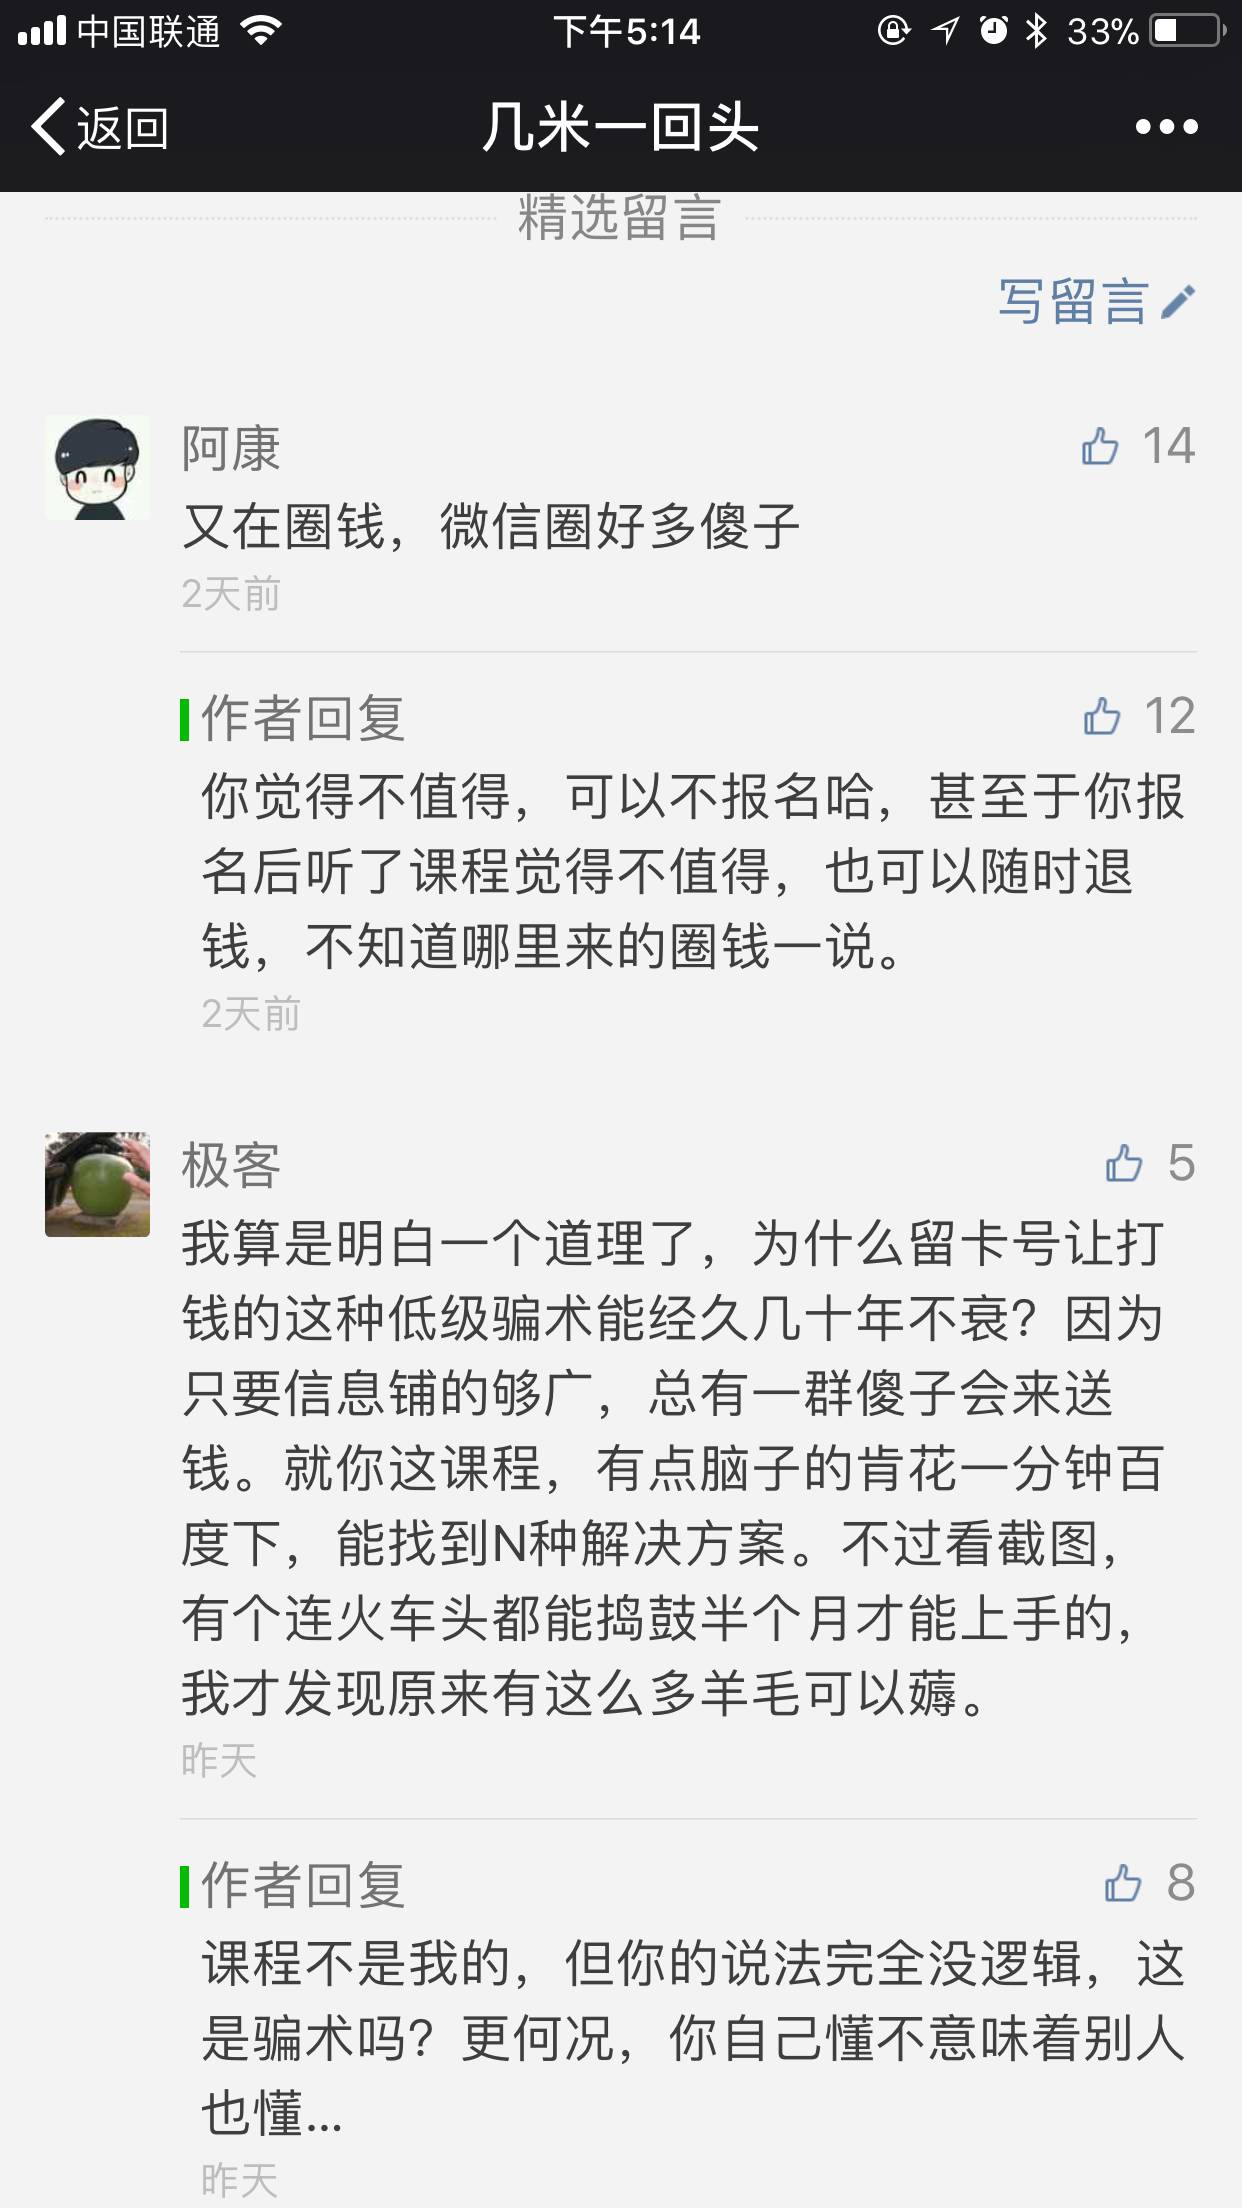 中国联通 下午5:14 33%
返回 几米一回头
精选留言
写留言
阿康 14
又在圈钱，微信圈好多傻子
2天前
作者回复 12
你觉得不值得，可以不报名哈，甚至于你报
名后听了课程觉得不值得，也可以随时退
钱，不知道哪里来的圈钱一说。
2天前
极客 5
我算是明白一个道理了，为什么留卡号让打
钱的这种低级骗术能经久几十年不衰？因为
只要信息铺的够广，总有一群傻子会来送
钱。就你这课程，有点脑子的肯花一分钟百
度下，能找到N种解决方案。不过看截图，
有个连火车头都能捣鼓半个月才能上手的，
我才发现原来有这么多羊毛可以薅。
昨天
作者回复 8
课程不是我的，但你的说法完全没逻辑，这
是骗术吗？更何况，你自己懂不意味着别人
也懂...
昨天